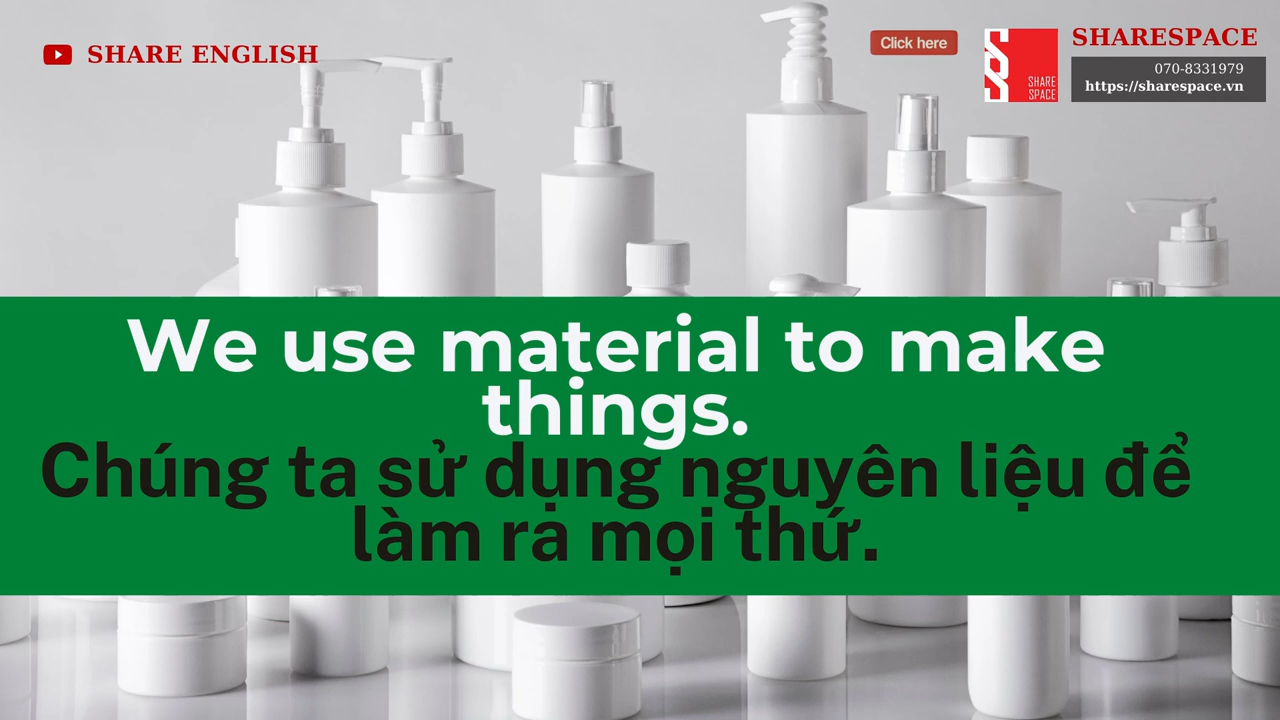 SHARE ENGLISH
Click here
SHARE
SPACE
SHARESPACE
070-8331979
https://sharespace.vn
We use material to make
things.
Chúng ta sử dụng nguyên liệu để
làm ra mọi thứ.